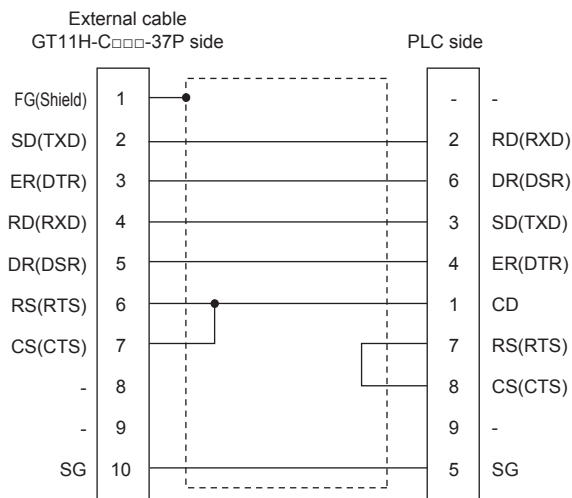 External cable
GT11H-C□□□-37P side PLC side
FG(Shield) 1 - -
SD(TXD) 2 2 RD(RXD)
ER(DTR) 3 6 DR(DSR)
RD(RXD) 4 3 SD(TXD)
DR(DSR) 5 4 ER(DTR)
RS(RTS) 6 1 CD
CS(CTS) 7 7 RS(RTS)
- 8 8 CS(CTS)
- 9 9 -
SG 10 5 SG